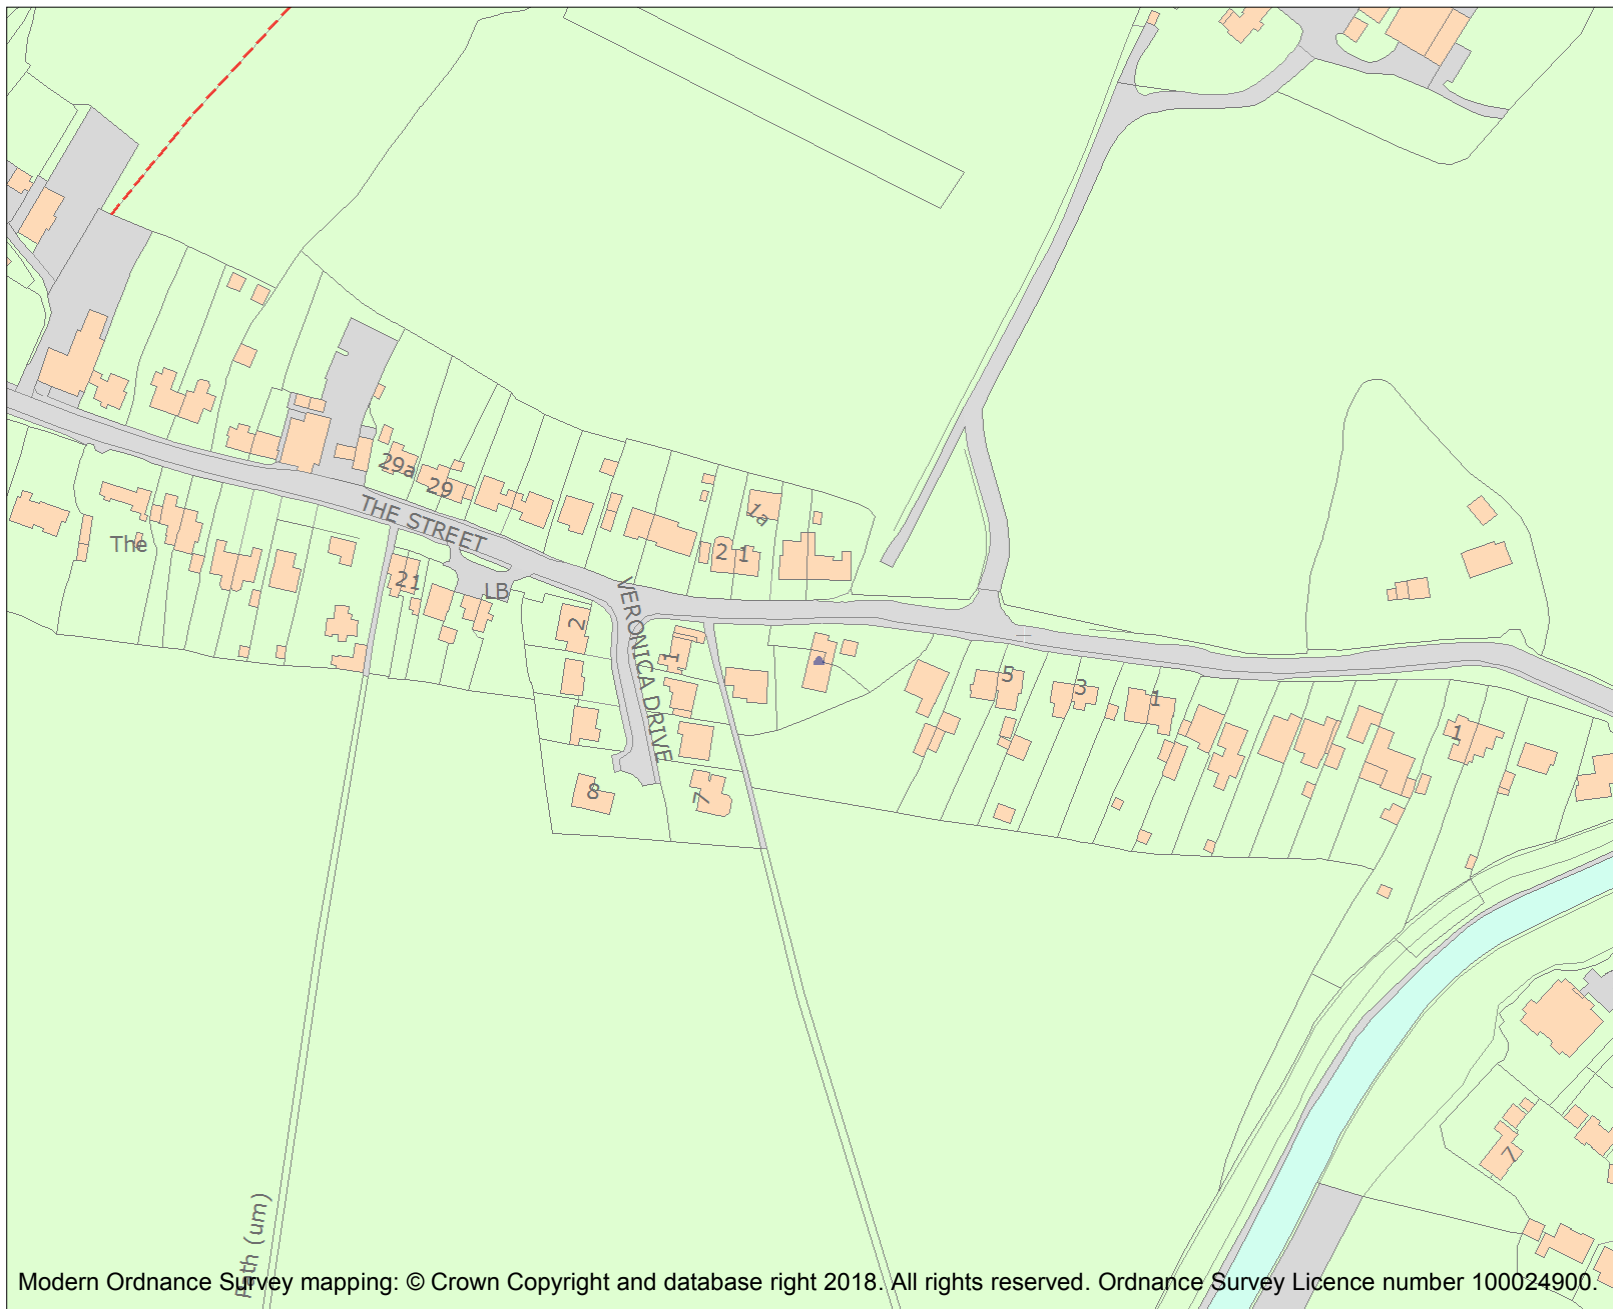 29a
29
THE STREET
1a
2 1
The
21
LB
2
VERONICA DRIVE
1
5
3
1
1
8
7
7
Path (um)
Modern Ordnance Survey mapping: © Crown Copyright and database right 2018. All rights reserved. Ordnance Survey Licence number 100024900.